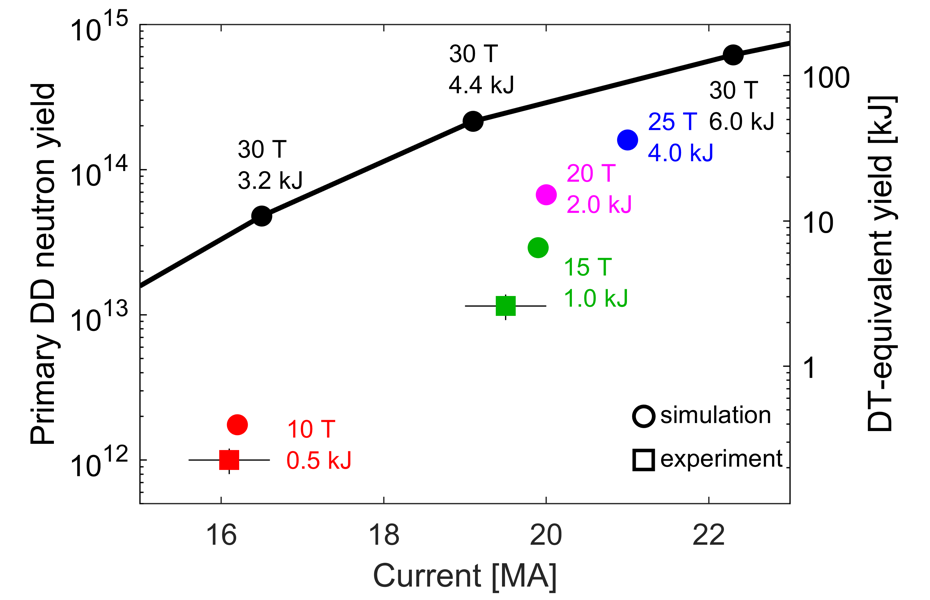 10^15
10^14
10^13
10^12
Primary DD neutron yield
30 T
3.2 kJ
30 T
4.4 kJ
30 T
6.0 kJ
25 T
4.0 kJ
20 T
2.0 kJ
15 T
1.0 kJ
10 T
0.5 kJ
simulation
experiment
100
10
1
DT-equivalent yield [kJ]
16
18
20
22
Current [MA]